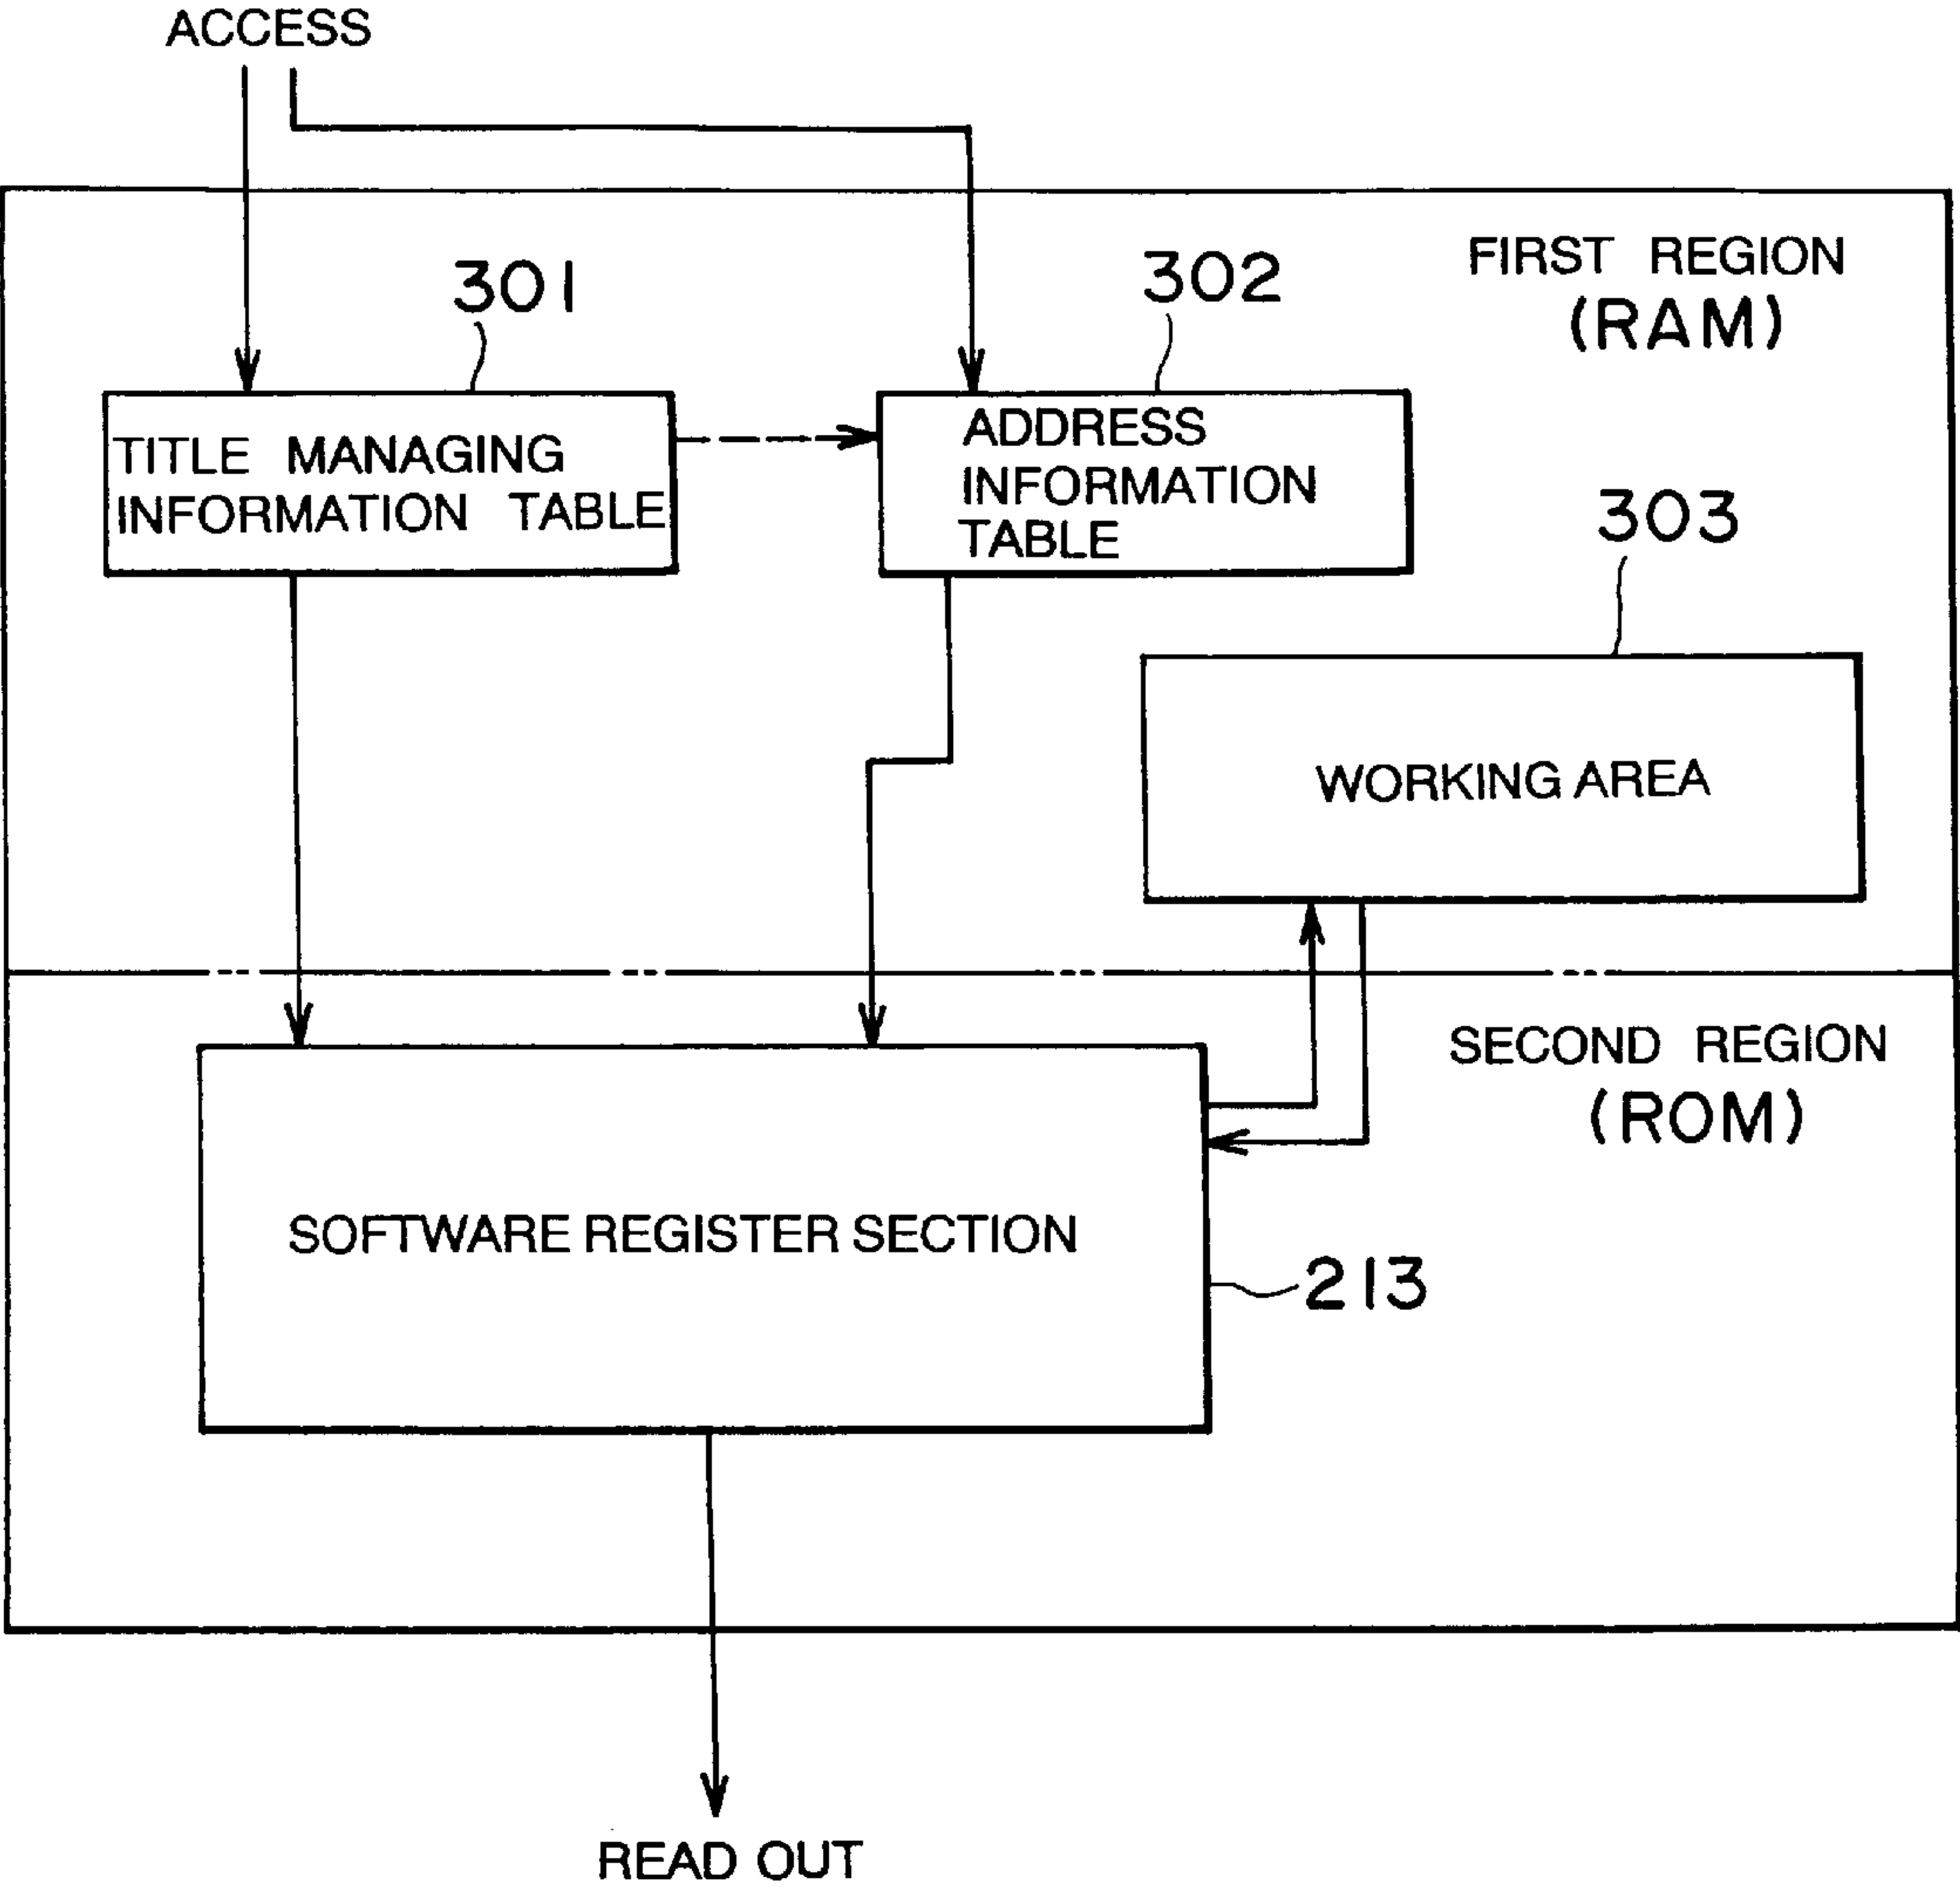 ACCESS
FIRST REGION
(RAM)
301
302
TITLE MANAGING
INFORMATION TABLE
ADDRESS
INFORMATION
TABLE
303
WORKING AREA
SECOND REGION
(ROM)
SOFTWARE REGISTER SECTION
213
READ OUT